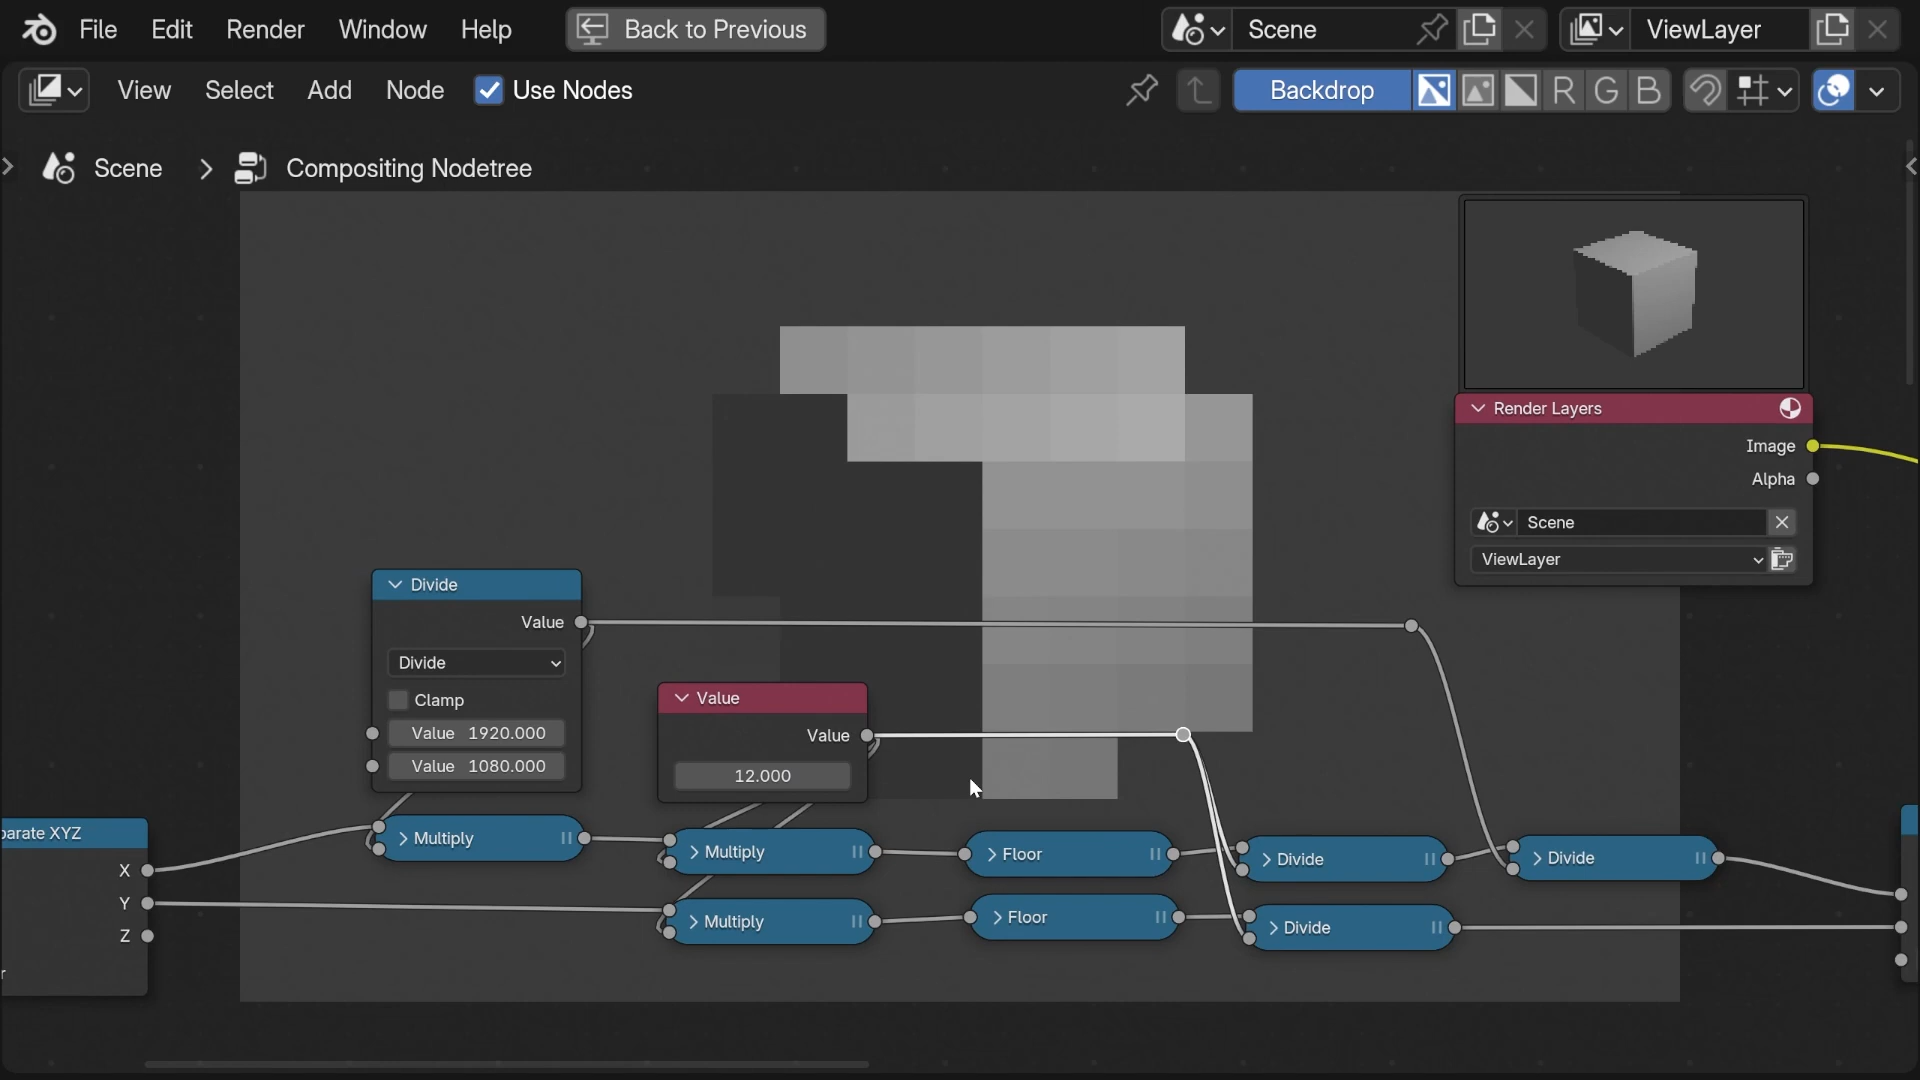 File Edit Render Window Help Back to Previous Scene ViewLayer
View Select Add Node Use Nodes Backdrop R G B
Scene > Compositing Nodetree
Render Layers
Image
Alpha
Scene
ViewLayer
Divide
Value
Divide
Clamp
Value 1920.000
Value 1080.000
Value
Value
12.000
parate XYZ
X
Y
Z
r
Multiply
Multiply
Floor
Divide
Divide
Multiply
Floor
Divide